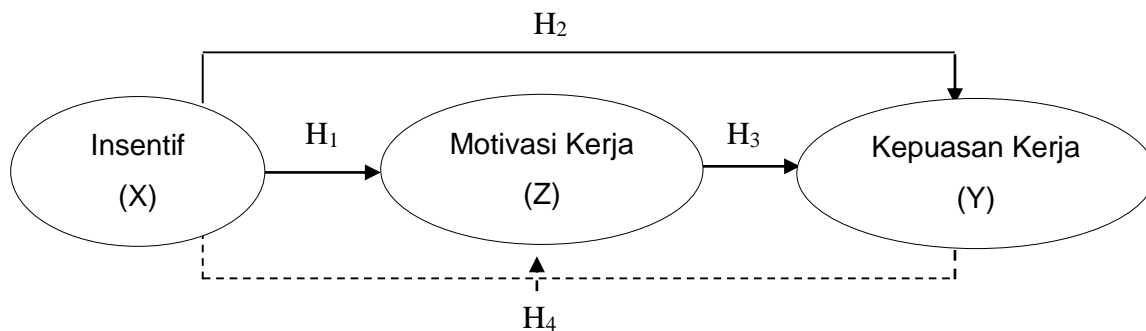 H₂
Insentif
(X)
H₁
Motivasi Kerja
(Z)
H₃
Kepuasan Kerja
(Y)
H₄